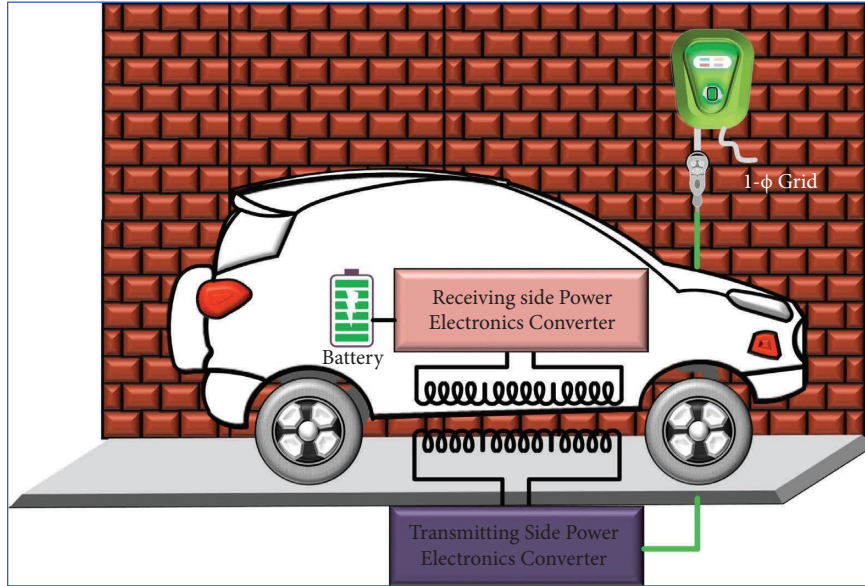 1-ϕ Grid
Receiving side Power
Electronics Converter
Battery
Transmitting Side Power
Electronics Converter